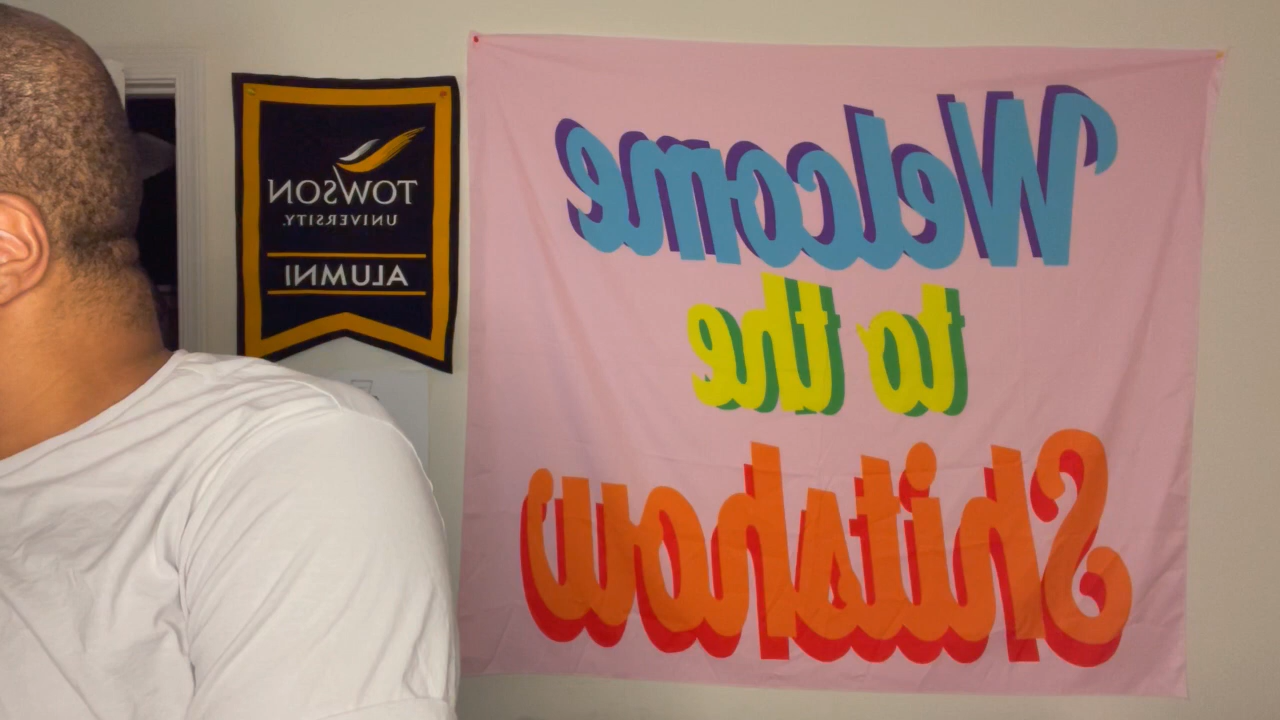 TOWSON
UNIVERSITY.
ALUMNI
Welcome
to the
Shitshow